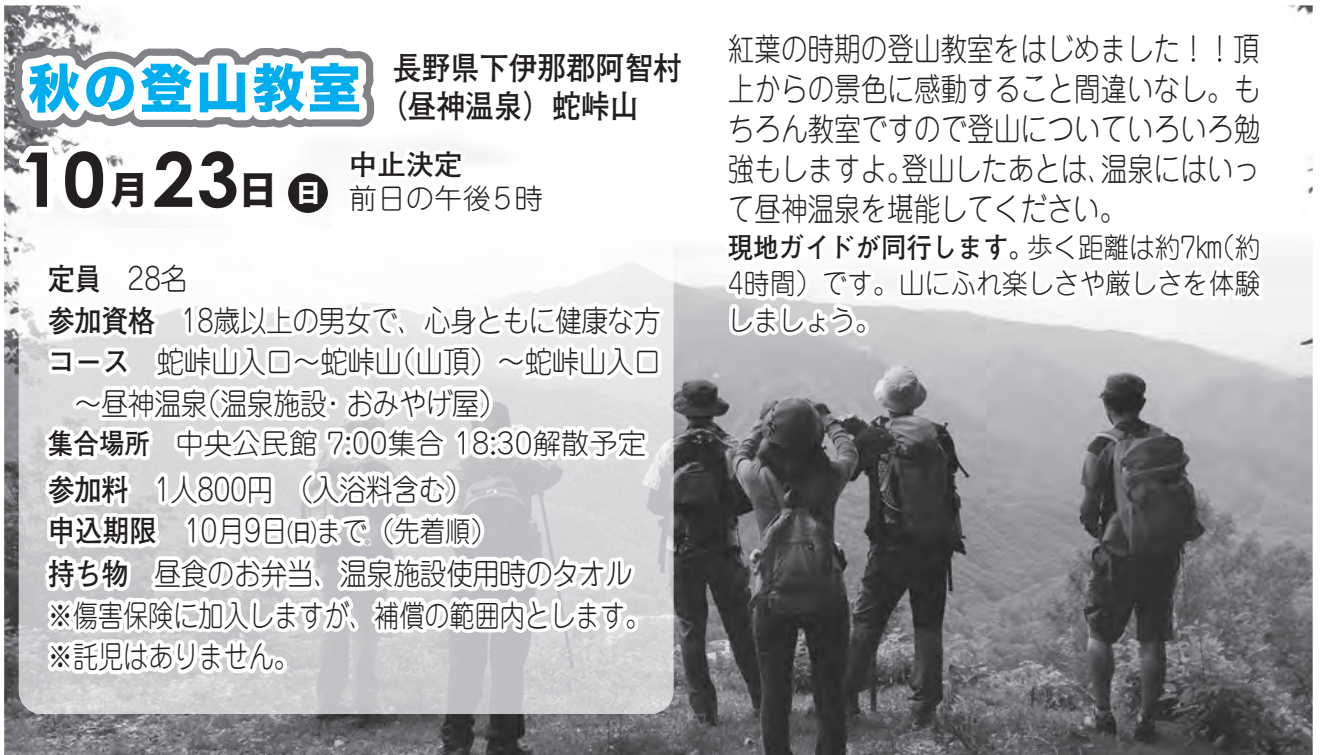 秋の登山教室
長野県下伊那郡阿智村
(昼神温泉) 蛇峠山
10月23日㊐
中止決定
前日の午後5時
定員 28名
参加資格 18歳以上の男女で、心身ともに健康な方
コース 蛇峠山入口～蛇峠山(山頂) ～蛇峠山入口
～昼神温泉(温泉施設・おみやげ屋)
集合場所 中央公民館 7:00集合 18:30解散予定
参加料 1人800円 (入浴料含む)
申込期限 10月9日(日)まで (先着順)
持ち物 昼食のお弁当、温泉施設使用時のタオル
※傷害保険に加入しますが、補償の範囲内とします。
※託児はありません。
紅葉の時期の登山教室をはじめました！！頂
上からの景色に感動すること間違いなし。も
ちろん教室ですので登山についていろいろ勉
強もしますよ。登山したあとは、温泉にはいっ
て昼神温泉を堪能してください。
現地ガイドが同行します。歩く距離は約7㎞(約
4時間) です。山にふれ楽しさや厳しさを体験
しましょう。